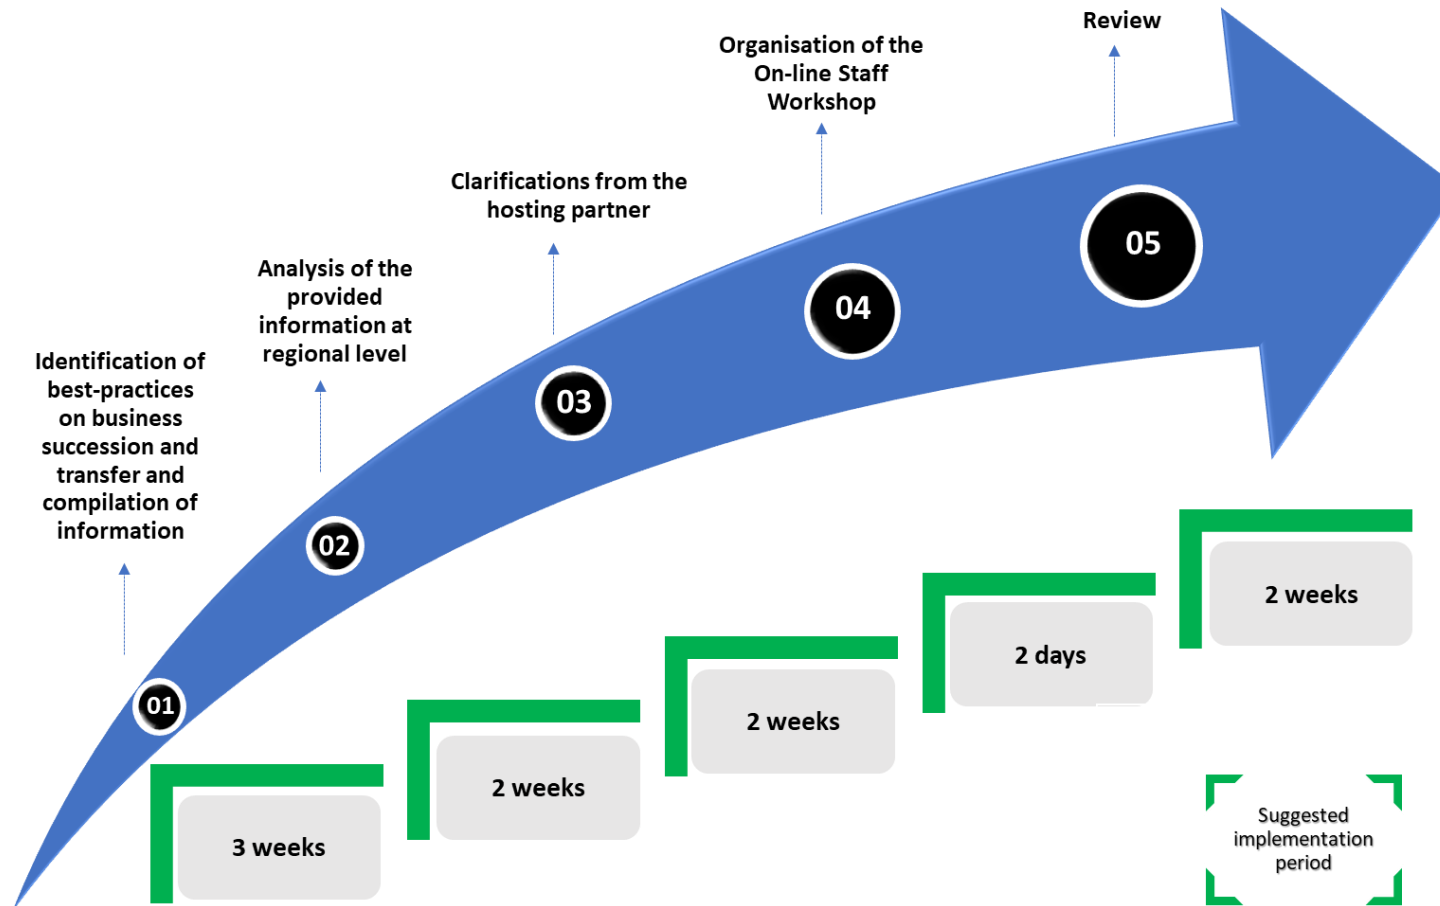 Review
Organisation of the
On-line Staff
Workshop
Clarifications from the
hosting partner
Analysis of the
provided
information at
regional level
Identification of
best-practices
on business
succession and
transfer and
compilation of
information
01
02
03
04
05
3 weeks
2 weeks
2 weeks
2 days
2 weeks
Suggested
implementation
period